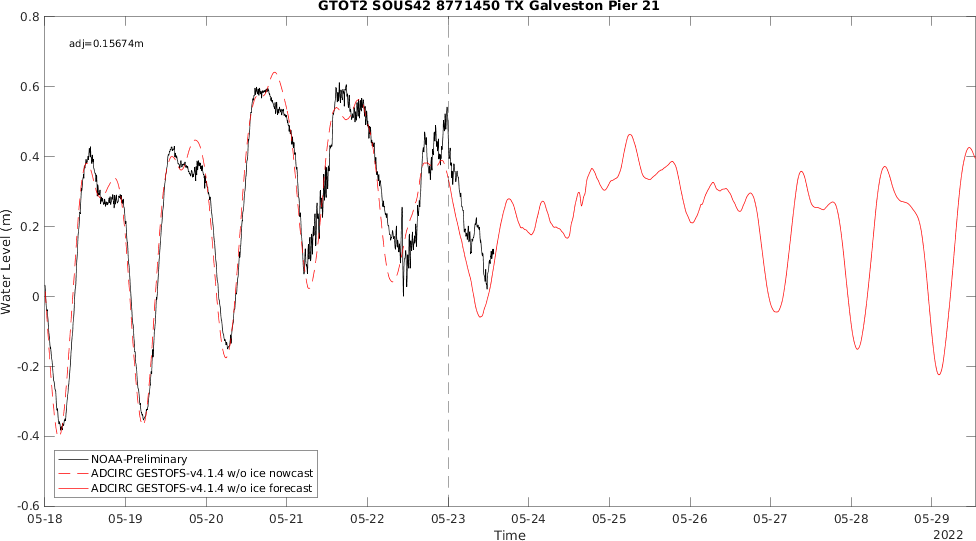 GTOT2 SOUS42 8771450 TX Galveston Pier 21
adj=0.15674m
Water Level (m)
0.8
0.6
0.4
0.2
0
-0.2
-0.4
-0.6
NOAA-Preliminary
ADCIRC GESTOFS-v4.1.4 w/o ice nowcast
ADCIRC GESTOFS-v4.1.4 w/o ice forecast
05-18 05-19 05-20 05-21 05-22 05-23 05-24 05-25 05-26 05-27 05-28 05-29
Time
2022